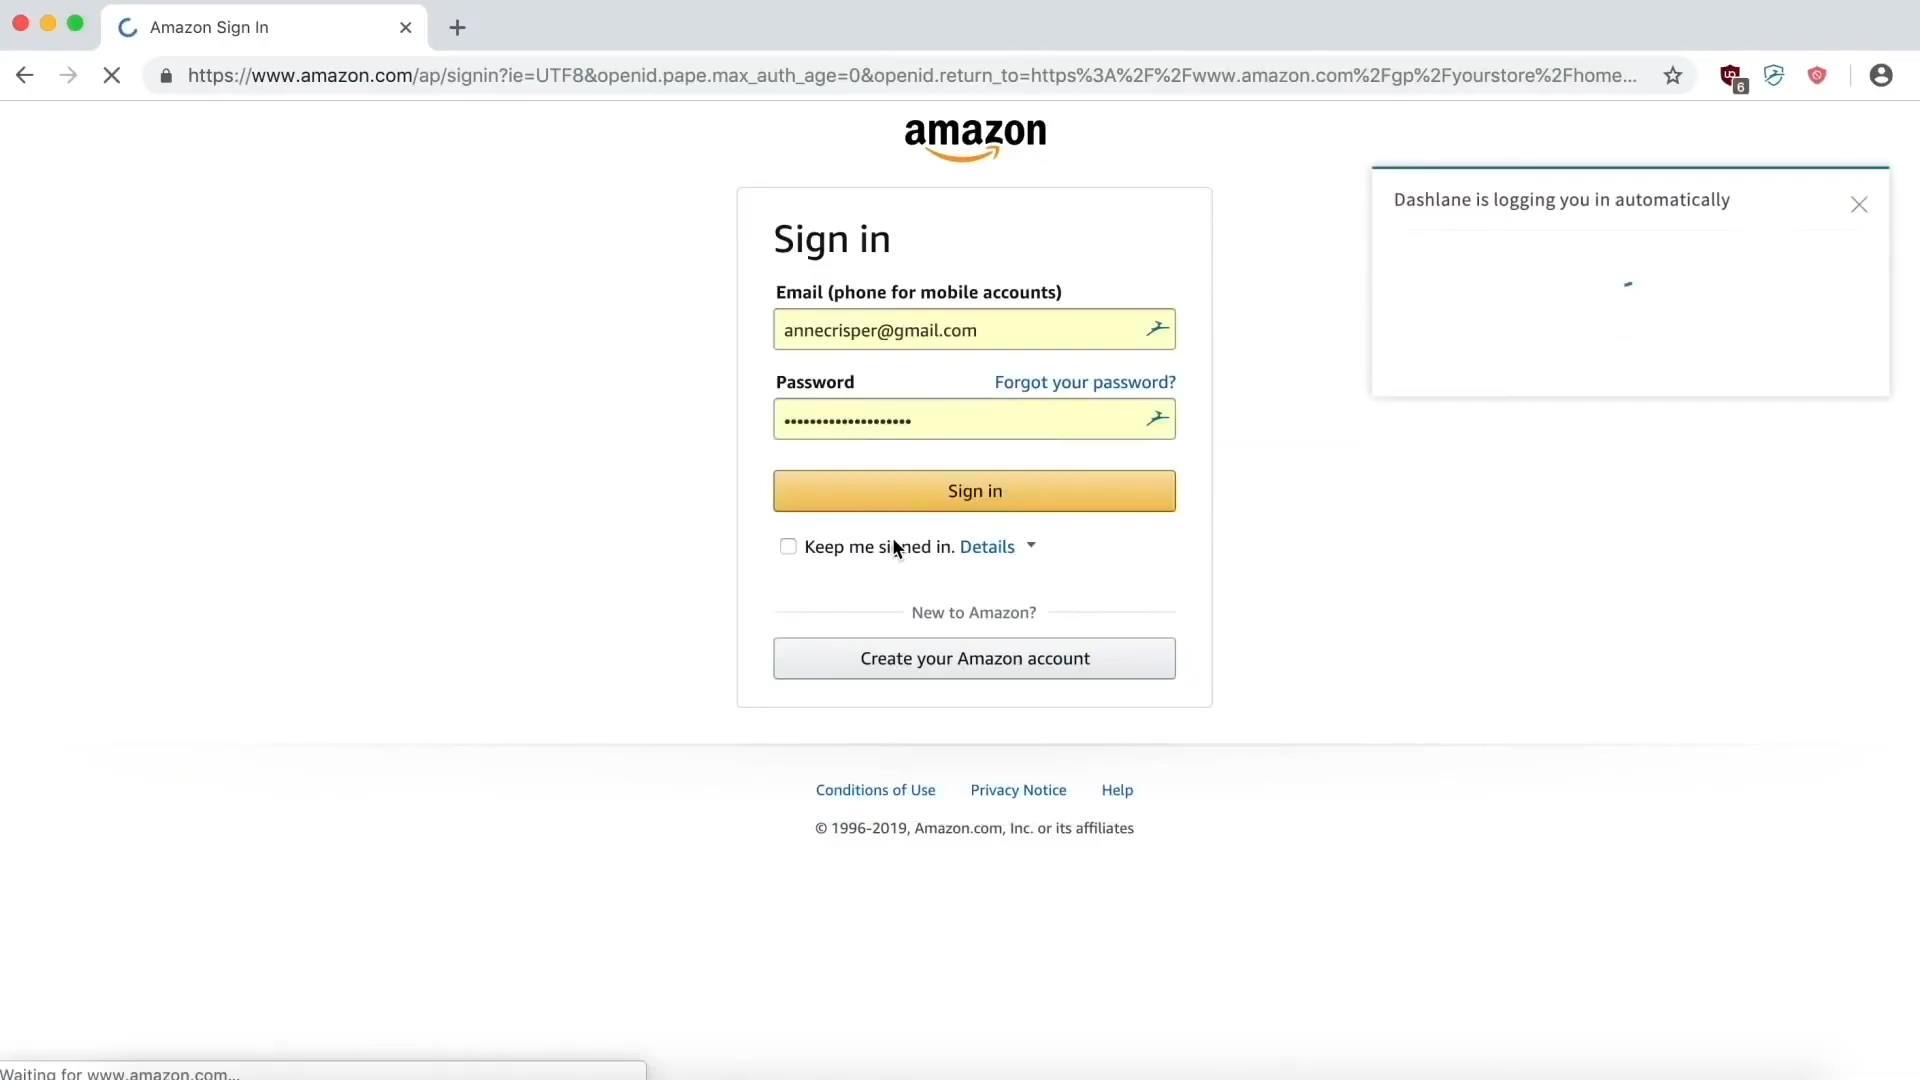 Amazon Sign In
https://www.amazon.com/ap/signin?ie=UTF8&openid.pape.max_auth_age=0&openid.return_to=https%3A%2F%2Fwww.amazon.com%2Fgp%2Fyourstore%2Fhome...
6
amazon
Dashlane is logging you in automatically
Sign in
Email (phone for mobile accounts)
annecrisper@gmail.com
Password Forgot your password?
••••••••••••••••••••
Sign in
Keep me signed in. Details
New to Amazon?
Create your Amazon account
Conditions of Use Privacy Notice Help
© 1996-2019, Amazon.com, Inc. or its affiliates
Waiting for www.amazon.com...